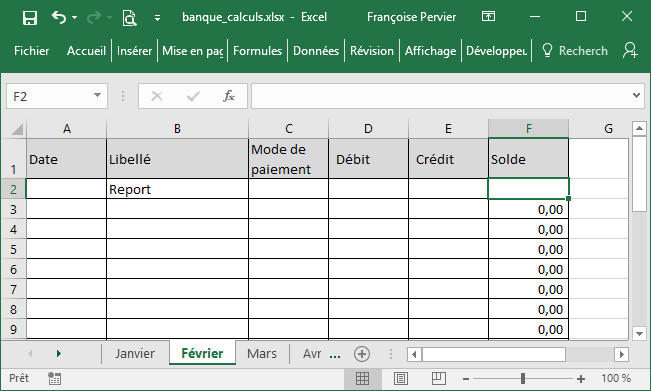 banque_calculs.xlsx - Excel Françoise Pervier
Fichier Accueil Insérer Mise en pag Formules Données Révision Affichage Développeu Recherch
F2 fx
A B C D E F G
1 Date Libellé Mode de paiement Débit Crédit Solde
2 Report
3 0,00
4 0,00
5 0,00
6 0,00
7 0,00
8 0,00
9 0,00
Janvier Février Mars Avr ...
Prêt 100 %